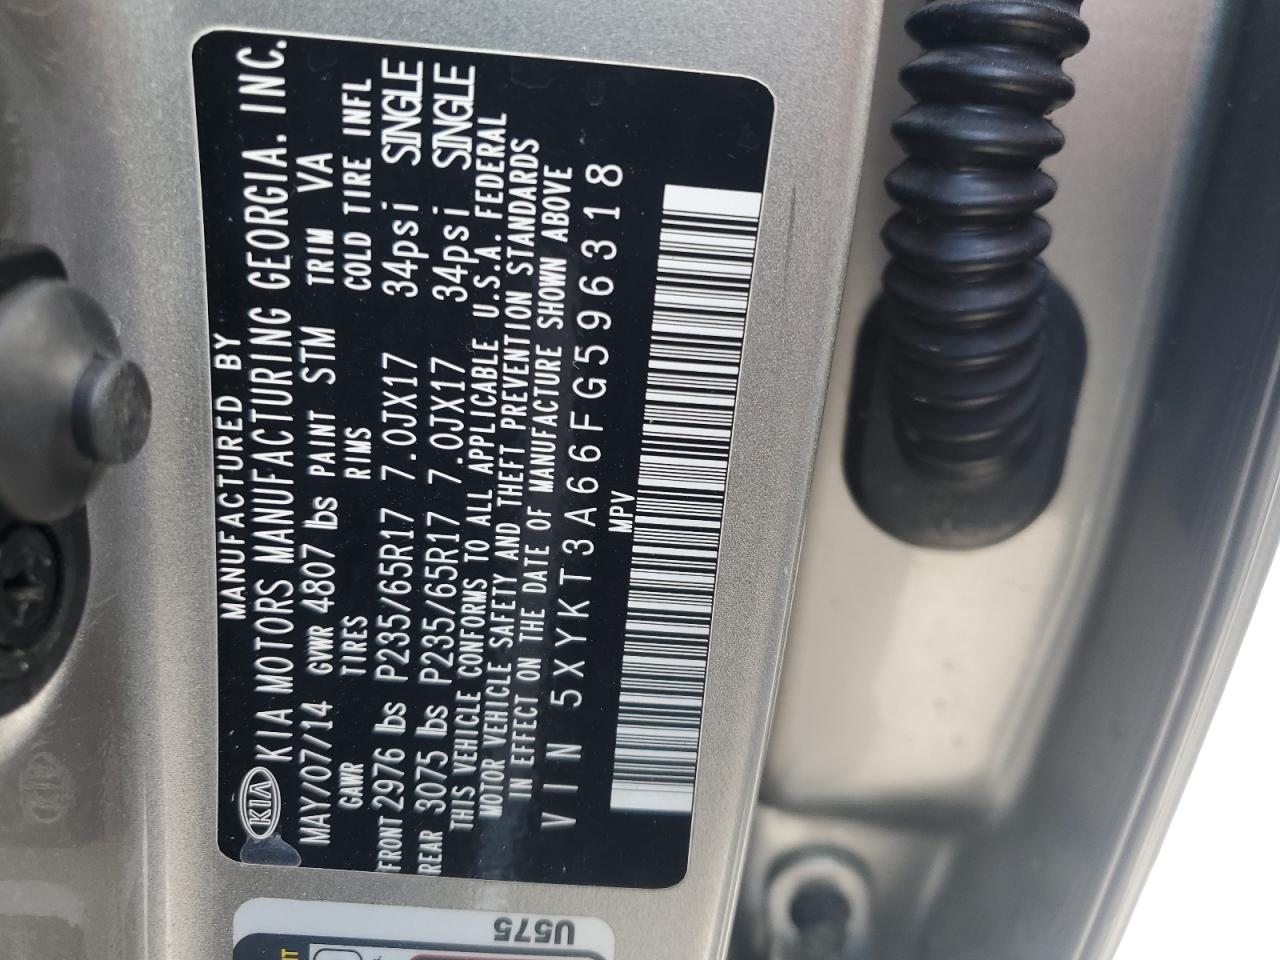 MANUFACTURED BY
KIA KIA MOTORS MANUFACTURING GEORGIA. INC.
MAY/07/14 GVWR 4807 lbs PAINT STM TRIM VA
GAWR TIRES RIMS COLD TIRE INFL
FRONT 2976 lbs P235/65R17 7.0JX17 34psi SINGLE
REAR 3075 lbs P235/65R17 7.0JX17 34psi SINGLE
THIS VEHICLE CONFORMS TO ALL APPLICABLE U.S.A. FEDERAL
MOTOR VEHICLE SAFETY AND THEFT PREVENTION STANDARDS
IN EFFECT ON THE DATE OF MANUFACTURE SHOWN ABOVE
VIN 5XYKT3A66FG596318
MPV
U575